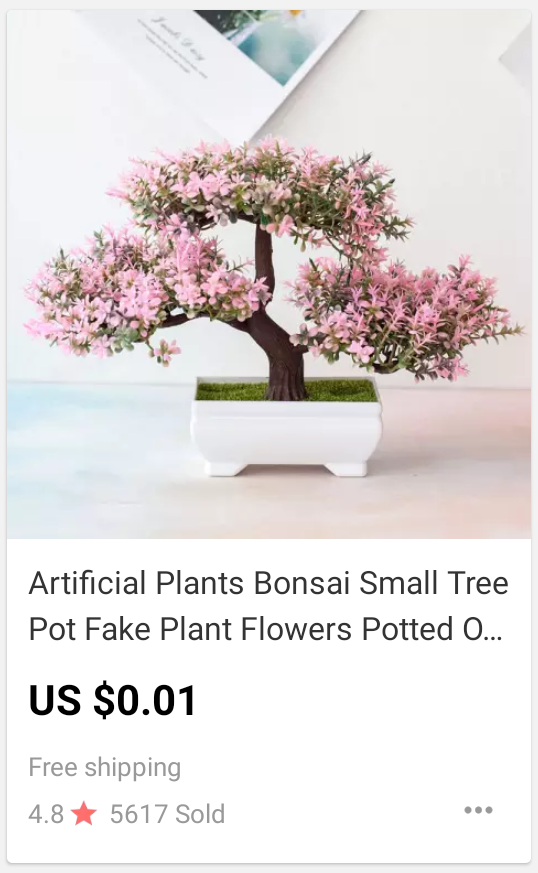 Artificial Plants Bonsai Small Tree
Pot Fake Plant Flowers Potted O...
US $0.01
Free shipping
4.8 5617 Sold